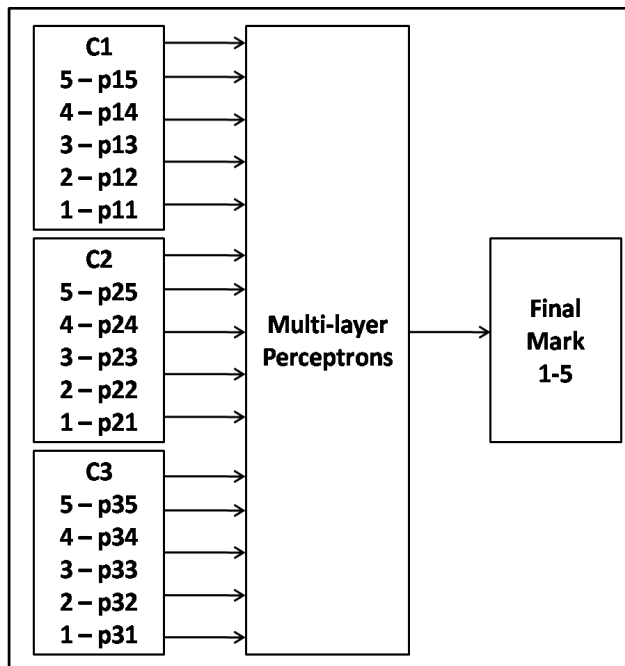 C1
5 – p15
4 – p14
3 – p13
2 – p12
1 – p11
C2
5 – p25
4 – p24
3 – p23
2 – p22
1 – p21
C3
5 – p35
4 – p34
3 – p33
2 – p32
1 – p31
Multi-layer
Perceptrons
Final
Mark
1-5